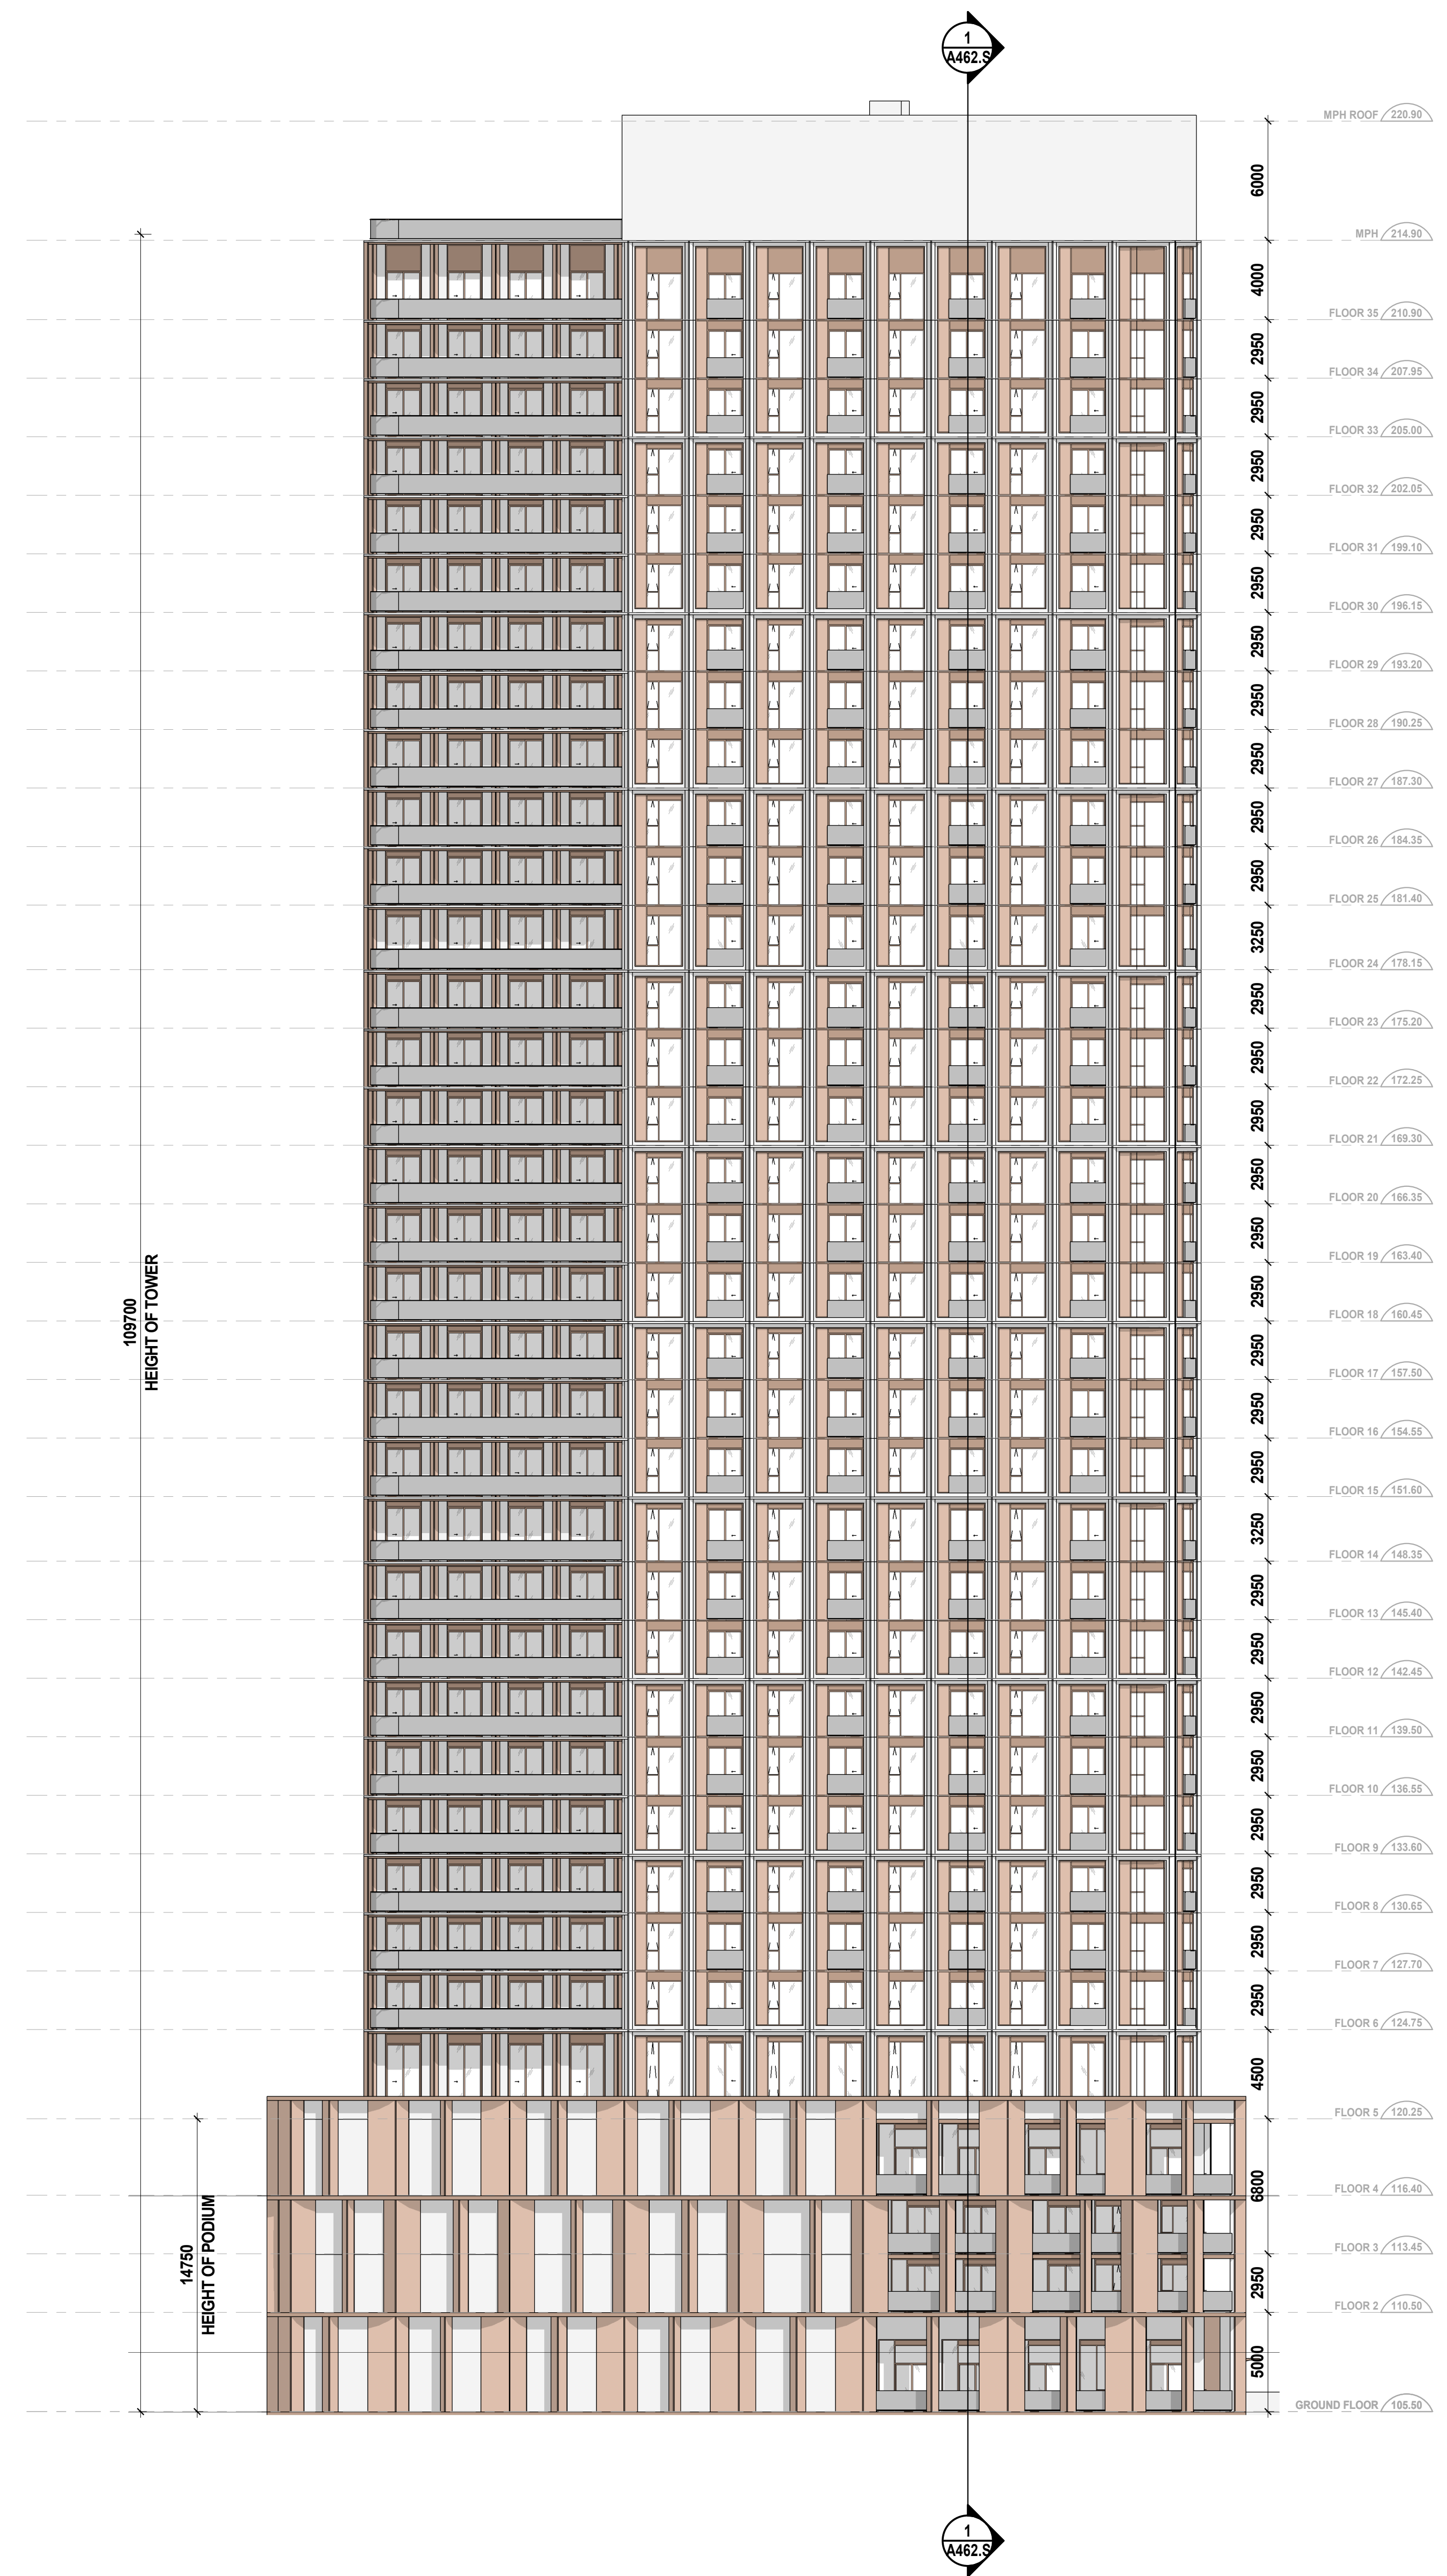 1
A462.S
MPH ROOF 220.90
6000
MPH 214.90
4000
FLOOR 35 210.90
2950
FLOOR 34 207.95
2950
FLOOR 33 205.00
2950
FLOOR 32 202.05
2950
FLOOR 31 199.10
2950
FLOOR 30 196.15
2950
FLOOR 29 193.20
2950
FLOOR 28 190.25
2950
FLOOR 27 187.30
2950
FLOOR 26 184.35
2950
FLOOR 25 181.40
3250
FLOOR 24 178.15
2950
FLOOR 23 175.20
2950
FLOOR 22 172.25
2950
FLOOR 21 169.30
2950
FLOOR 20 166.35
2950
FLOOR 19 163.40
2950
FLOOR 18 160.45
109700
HEIGHT OF TOWER
2950
FLOOR 17 157.50
2950
FLOOR 16 154.55
2950
FLOOR 15 151.60
3250
FLOOR 14 148.35
2950
FLOOR 13 145.40
2950
FLOOR 12 142.45
2950
FLOOR 11 139.50
2950
FLOOR 10 136.55
2950
FLOOR 9 133.60
2950
FLOOR 8 130.65
2950
FLOOR 7 127.70
2950
FLOOR 6 124.75
4500
FLOOR 5 120.25
6800
FLOOR 4 116.40
FLOOR 3 113.45
14750
HEIGHT OF PODIUM
2950
FLOOR 2 110.50
5000
GROUND FLOOR 105.50
1
A462.S